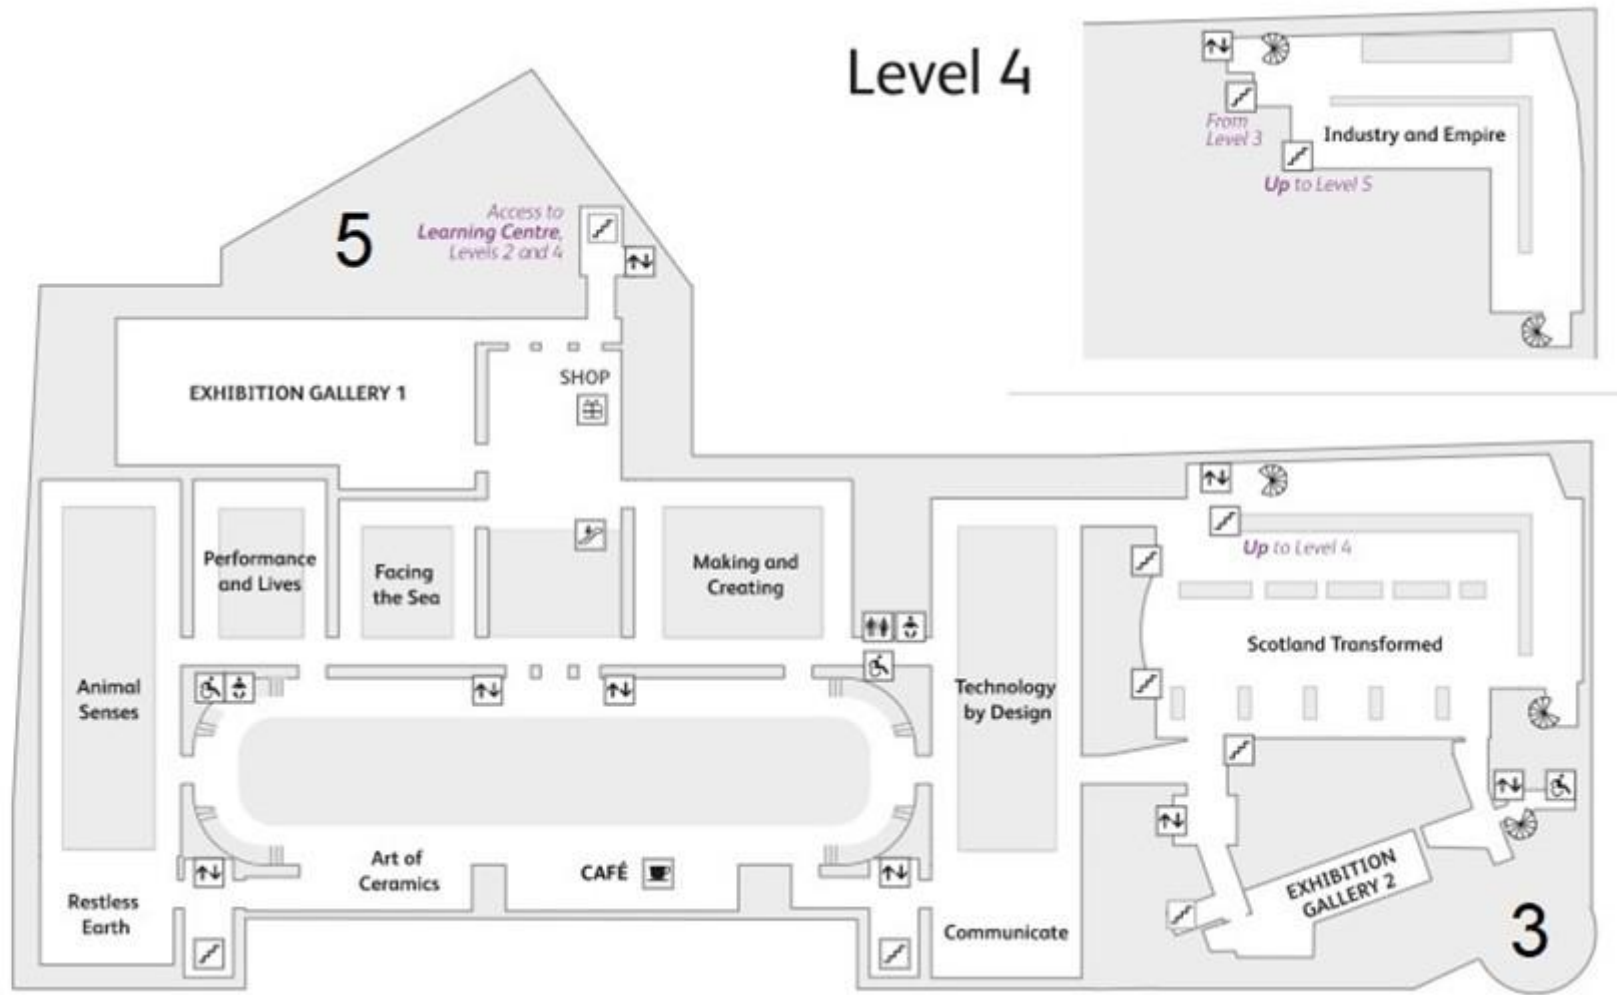 Level 4
From
Level 3
Industry and Empire
Up to Level 5
5
Access to
Learning Centre,
Levels 2 and 4
EXHIBITION GALLERY 1
SHOP
Up to Level 4
Performance
and Lives
Facing
the Sea
Making and
Creating
Scotland Transformed
Animal
Senses
Technology
by Design
Art of
Ceramics
CAFÉ
EXHIBITION
GALLERY 2
Restless
Earth
Communicate
3